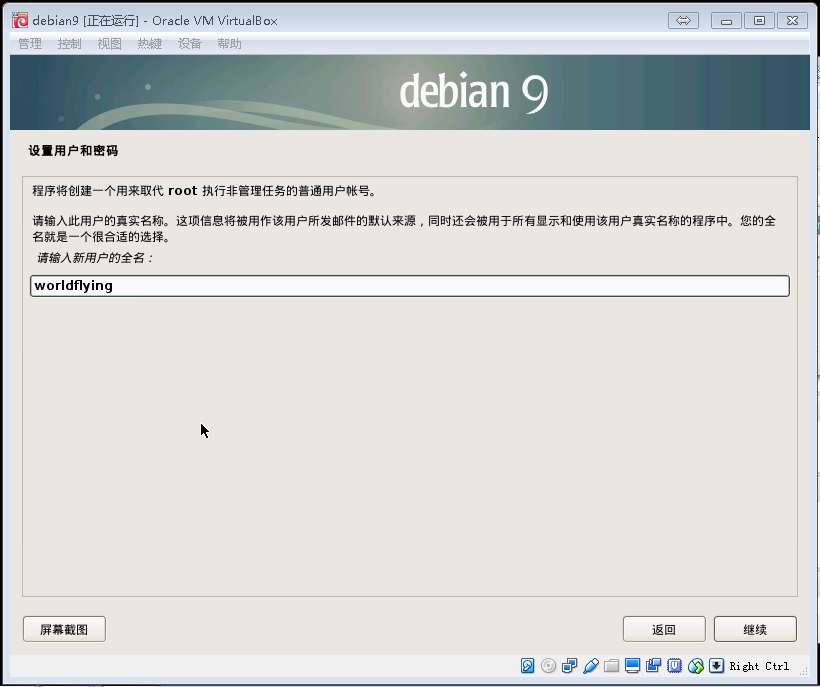 debian9 [正在运行] - Oracle VM VirtualBox
管理 控制 视图 热键 设备 帮助
debian 9
设置用户和密码
程序将创建一个用来取代 root 执行非管理任务的普通用户帐号。
请输入此用户的真实名称。这项信息将被用作该用户所发邮件的默认来源，同时还会被用于所有显示和使用该用户真实名称的程序中。您的全
名就是一个很合适的选择。
请输入新用户的全名：
worldflying
屏幕截图 返回 继续
Right Ctrl